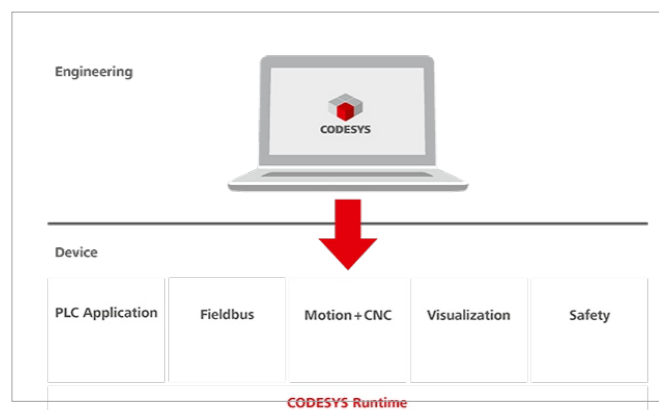 Engineering
CODESYS
Device
PLC Application
Fieldbus
Motion+CNC
Visualization
Safety
CODESYS Runtime